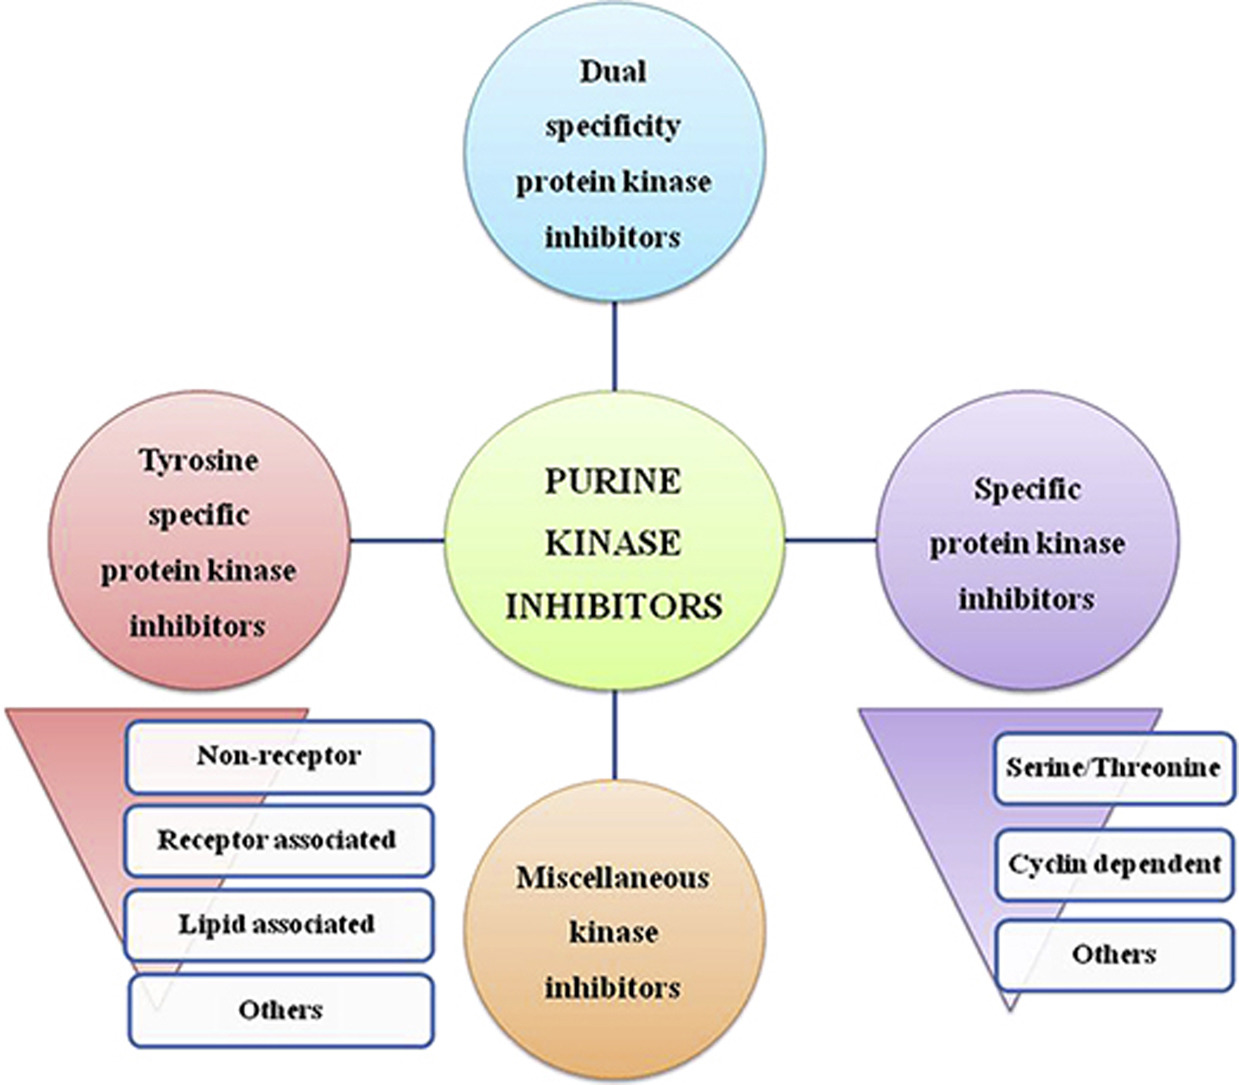 Dual
specificity
protein kinase
inhibitors
Tyrosine
specific
protein kinase
inhibitors
PURINE
KINASE
INHIBITORS
Specific
protein kinase
inhibitors
Non-receptor
Receptor associated
Lipid associated
Others
Miscellaneous
kinase
inhibitors
Serine/Threonine
Cyclin dependent
Others